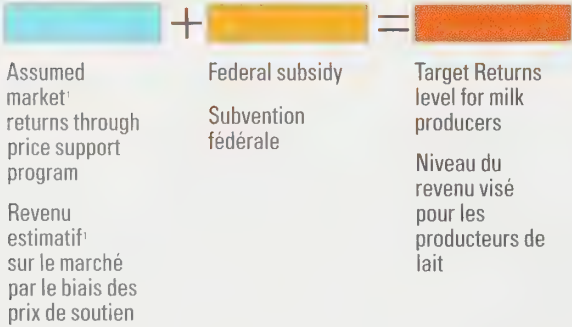 + =
Assumed
market¹
returns through
price support
program
Revenu
estimatif¹
sur le marché
par le biais des
prix de soutien
Federal subsidy
Subvention
fédérale
Target Returns
level for milk
producers
Niveau du
revenu visé
pour les
producteurs de
lait